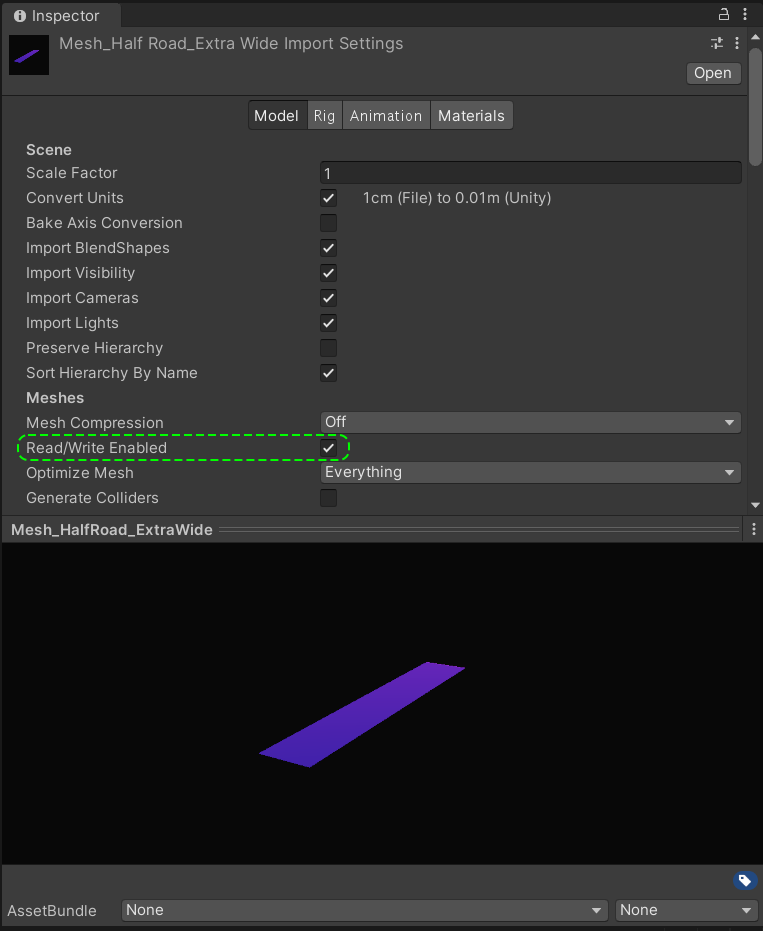 Inspector
Mesh_Half Road_Extra Wide Import Settings
Open
Model Rig Animation Materials
Scene
Scale Factor 1
Convert Units 1cm (File) to 0.01m (Unity)
Bake Axis Conversion
Import BlendShapes
Import Visibility
Import Cameras
Import Lights
Preserve Hierarchy
Sort Hierarchy By Name
Meshes
Mesh Compression Off
Read/Write Enabled
Optimize Mesh Everything
Generate Colliders
Mesh_HalfRoad_ExtraWide
AssetBundle None None